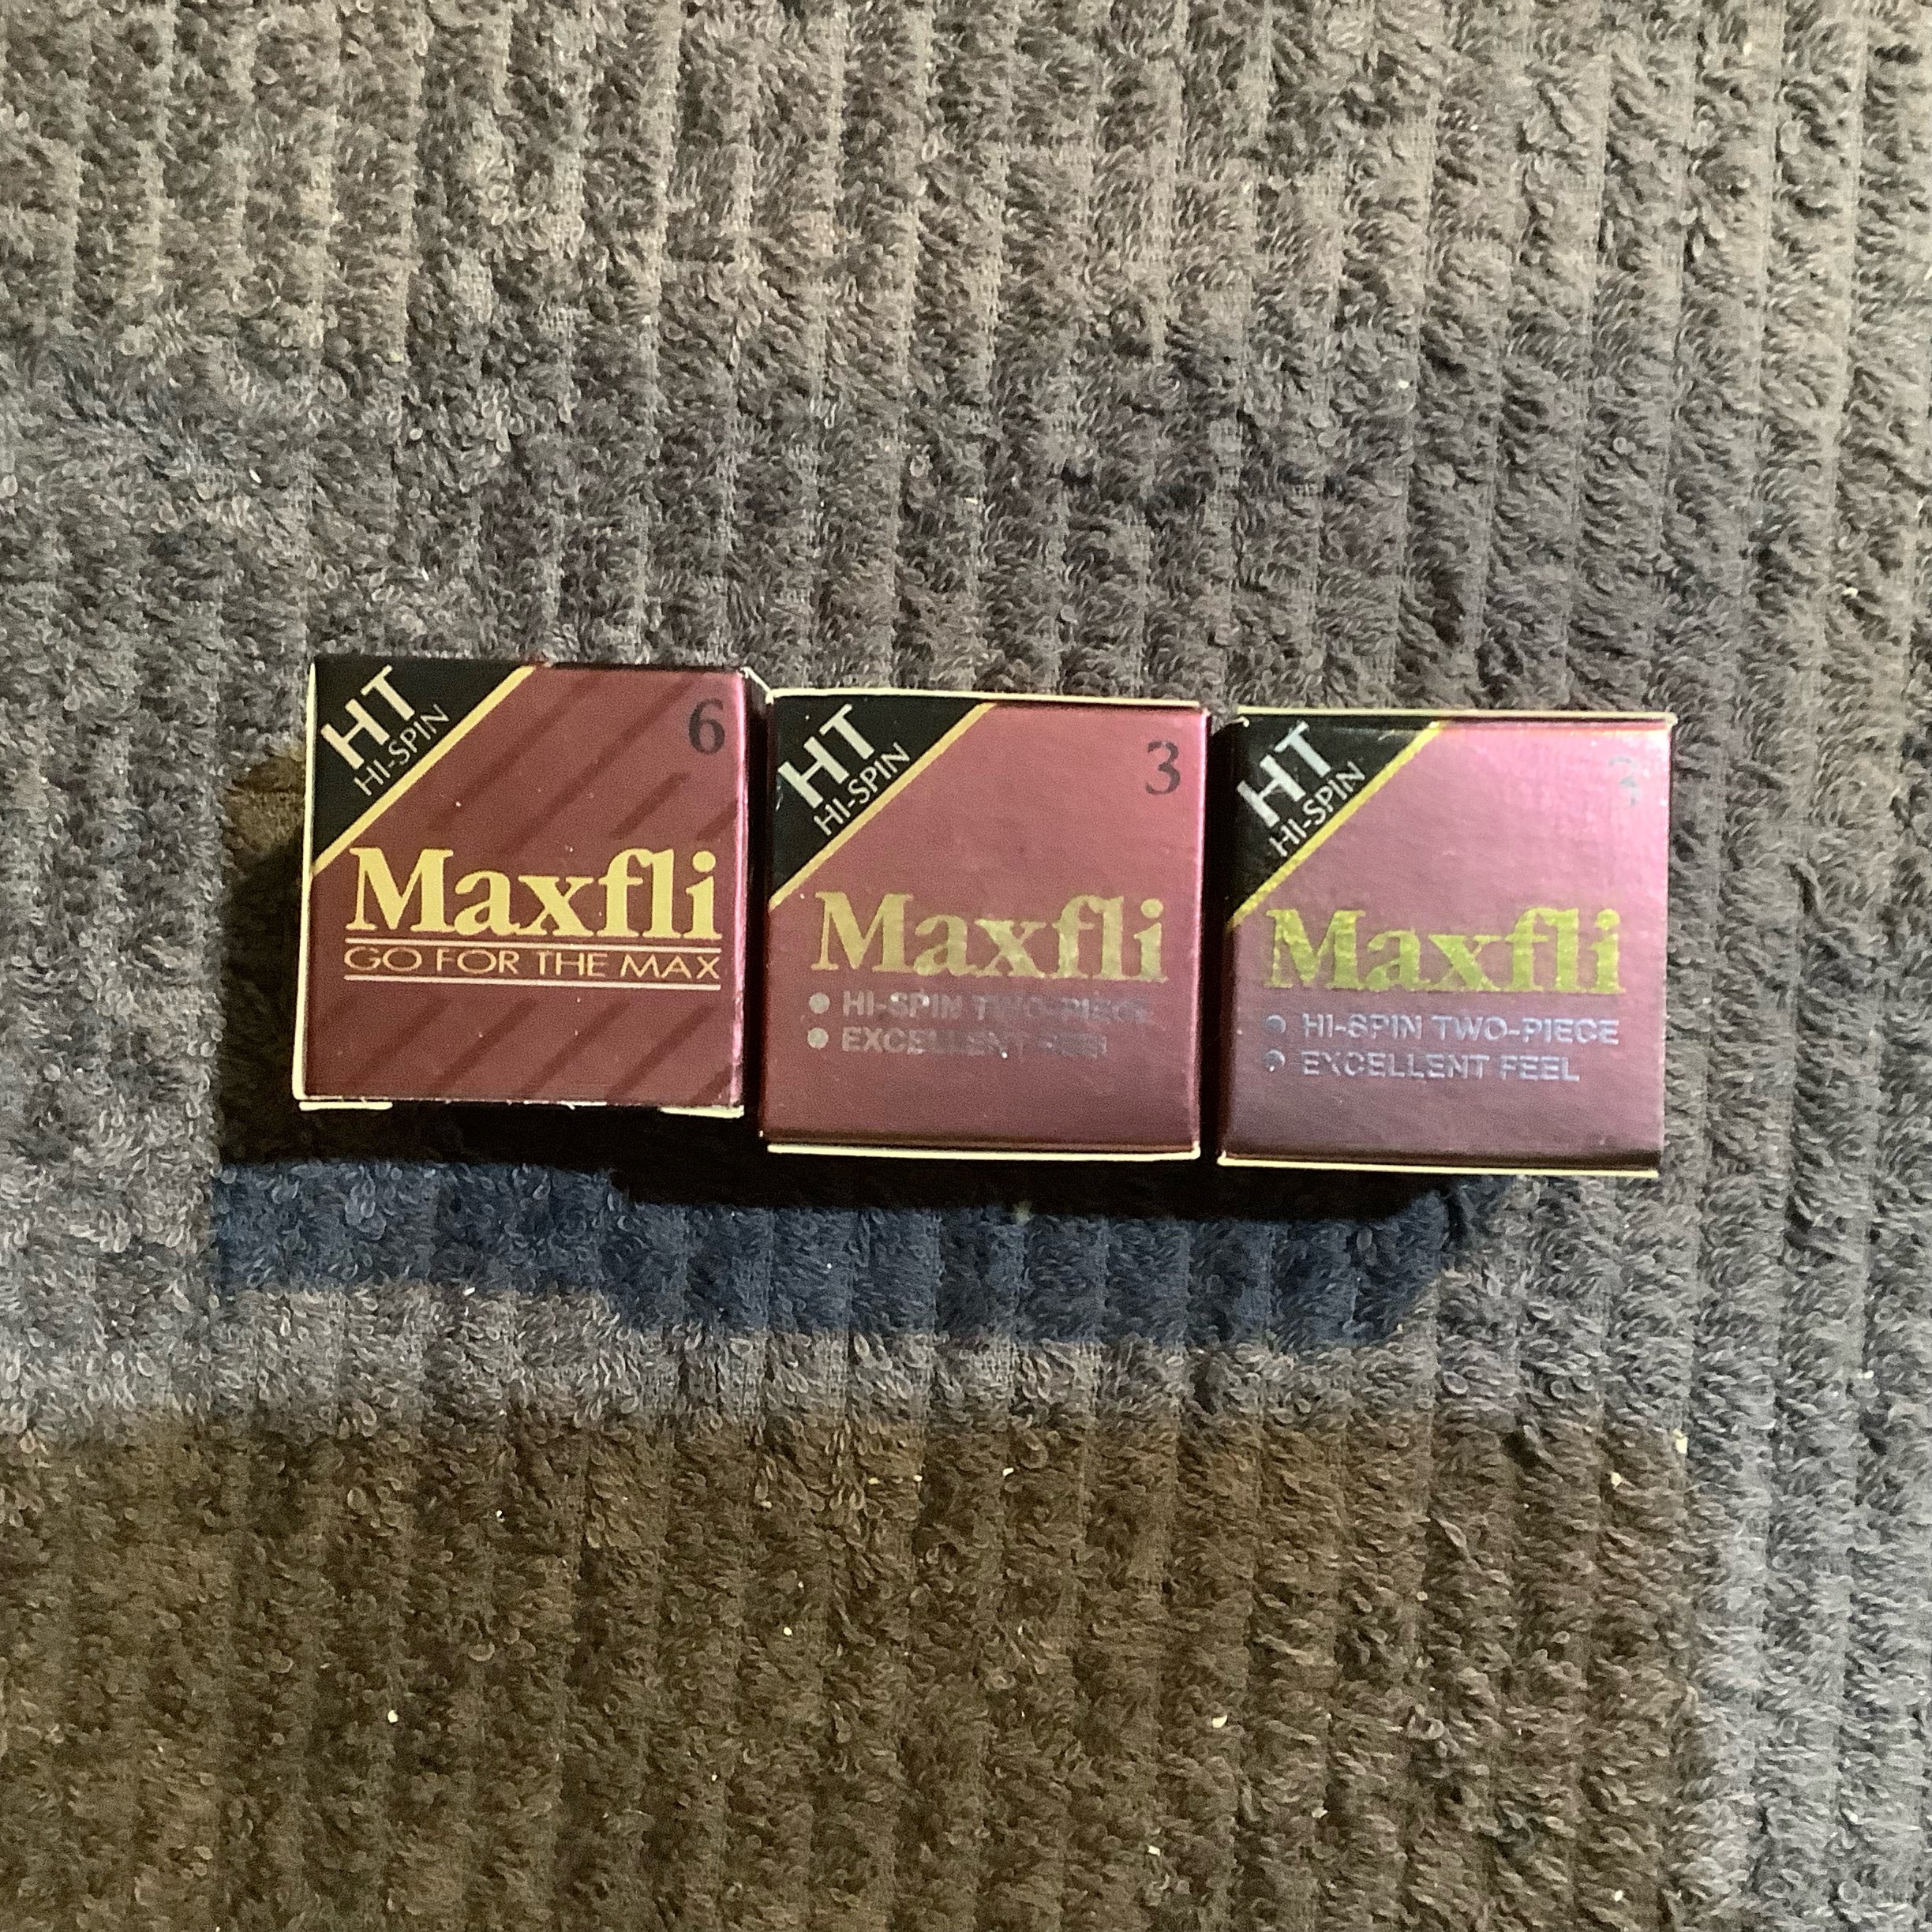 HT
HI-SPIN
6
Maxfli
GO FOR THE MAX
HT
HI-SPIN
3
Maxfli
● HI-SPIN TWO-PIECE
● EXCELLENT FEEL
HT
HI-SPIN
3
Maxfli
● HI-SPIN TWO-PIECE
● EXCELLENT FEEL